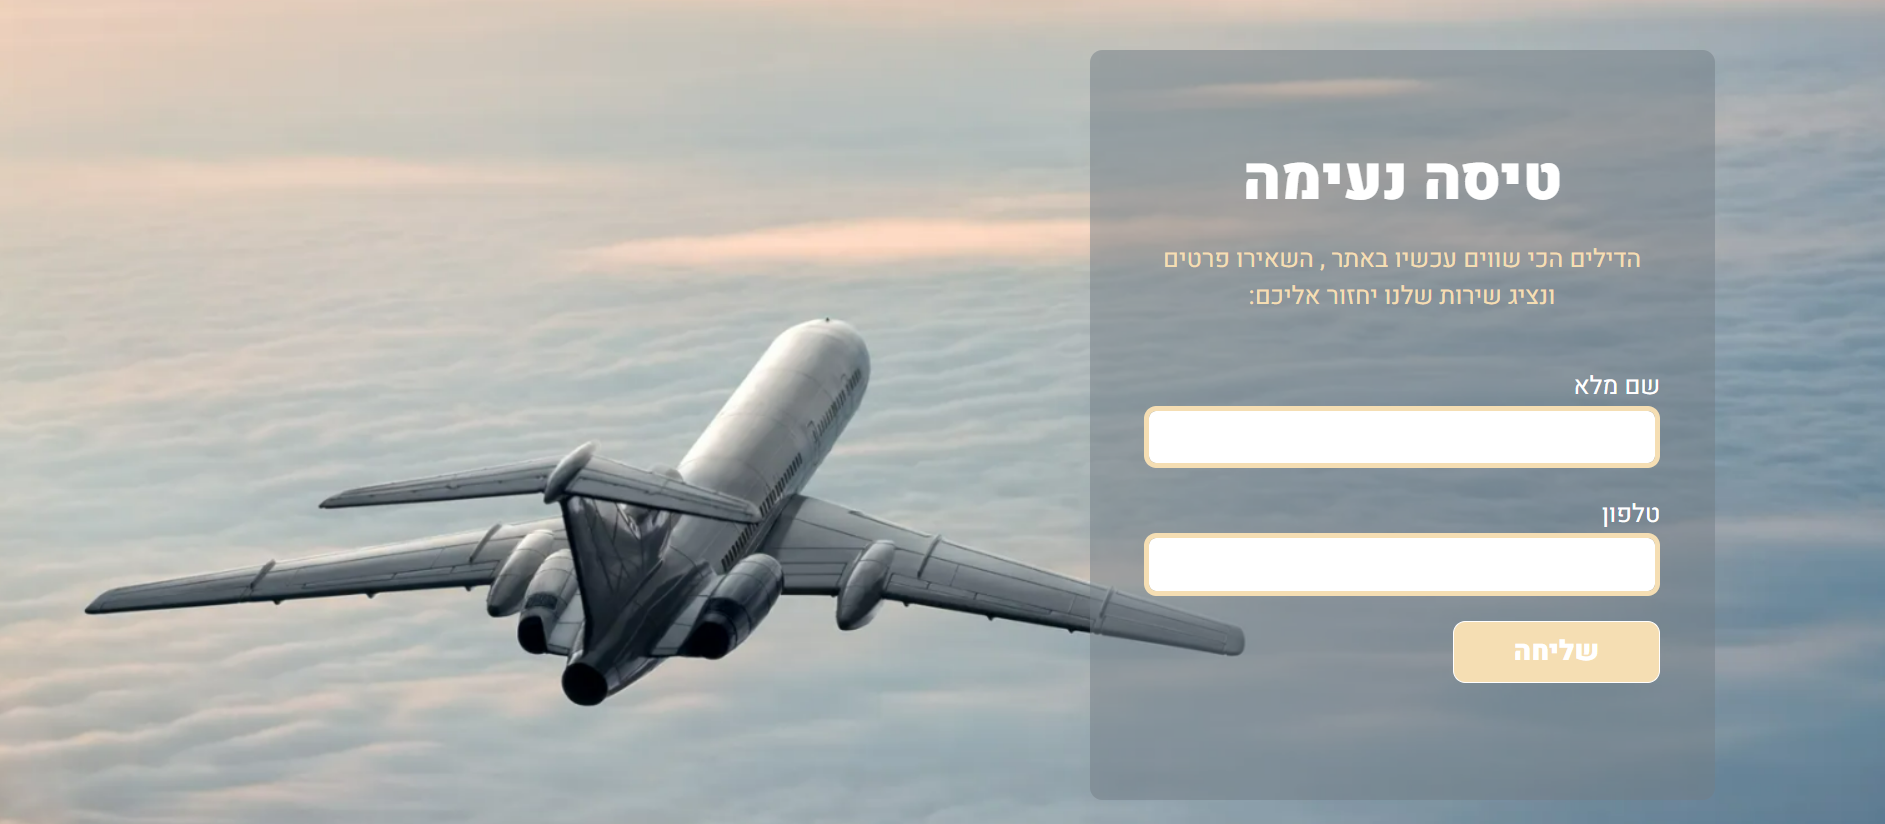 טיסה נעימה
הדילים הכי שווים עכשיו באתר , השאירו פרטים
ונציג שירות שלנו יחזור אליכם:
שם מלא
טלפון
שליחה